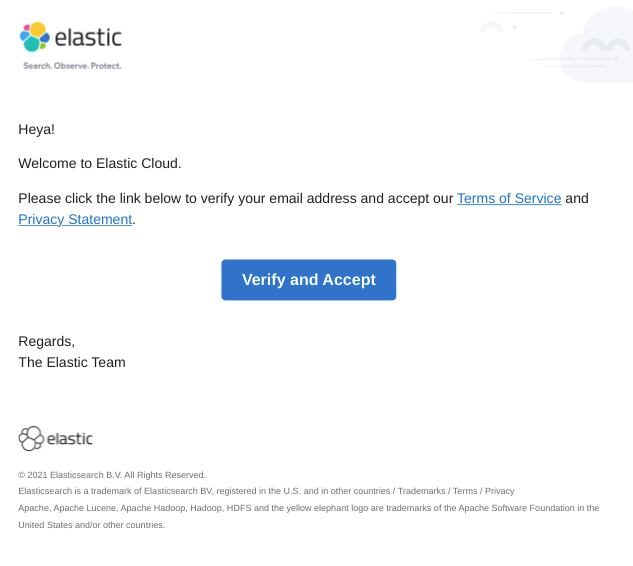 elastic
Search. Observe. Protect.
Heya!
Welcome to Elastic Cloud.
Please click the link below to verify your email address and accept our Terms of Service and
Privacy Statement.
Verify and Accept
Regards,
The Elastic Team
elastic
© 2021 Elasticsearch B.V. All Rights Reserved.
Elasticsearch is a trademark of Elasticsearch BV, registered in the U.S. and in other countries / Trademarks / Terms / Privacy
Apache, Apache Lucene, Apache Hadoop, Hadoop, HDFS and the yellow elephant logo are trademarks of the Apache Software Foundation in the
United States and/or other countries.